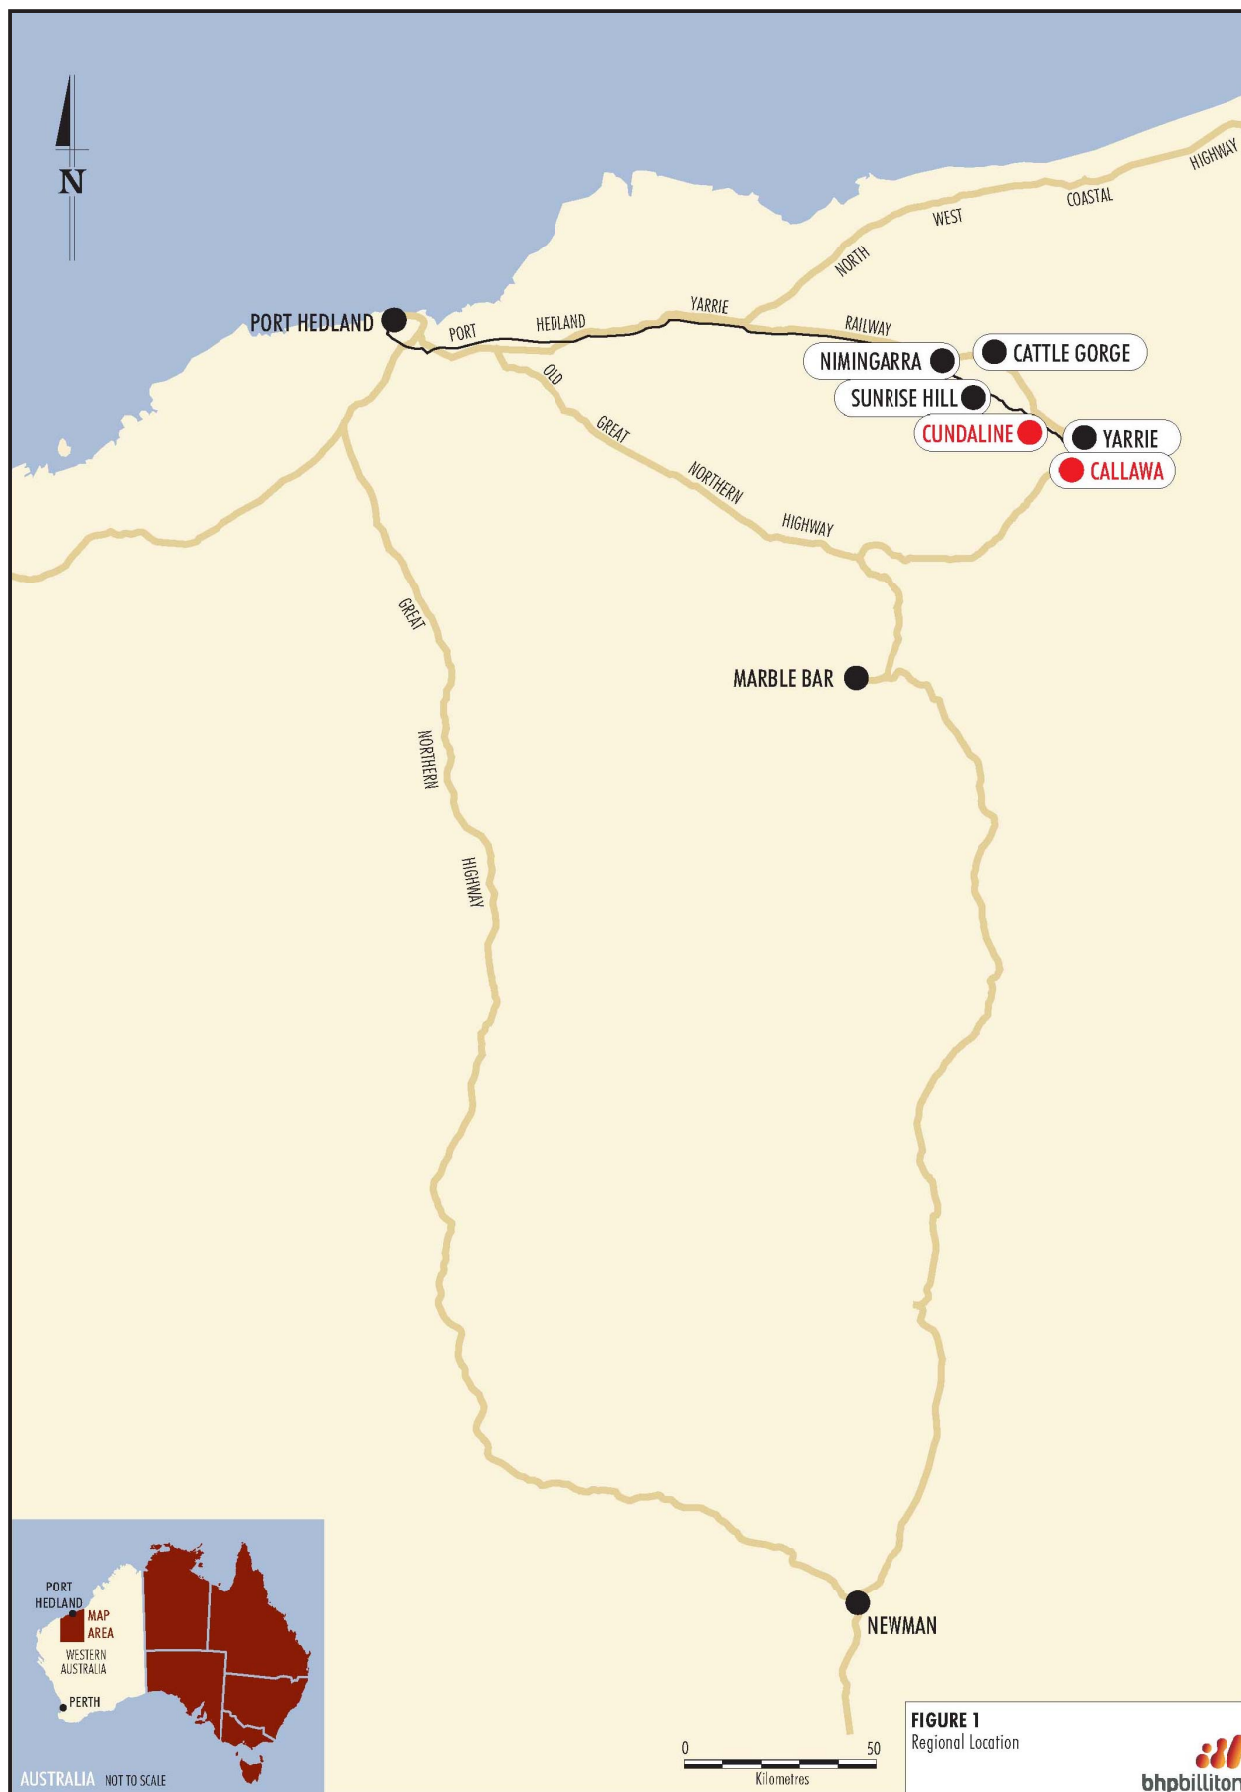 N
HIGHWAY
COASTAL
WEST
NORTH
PORT HEDLAND
PORT
HEDLAND
YARRIE
RAILWAY
NIMINGARRA
CATTLE GORGE
SUNRISE HILL
CUNDALINE
YARRIE
CALLAWA
OLD
GREAT
NORTHERN
HIGHWAY
GREAT
NORTHERN
HIGHWAY
MARBLE BAR
NEWMAN
PORT
HEDLAND
MAP
AREA
WESTERN
AUSTRALIA
PERTH
AUSTRALIA NOT TO SCALE
0 50
Kilometres
FIGURE 1
Regional Location
bhpbilliton